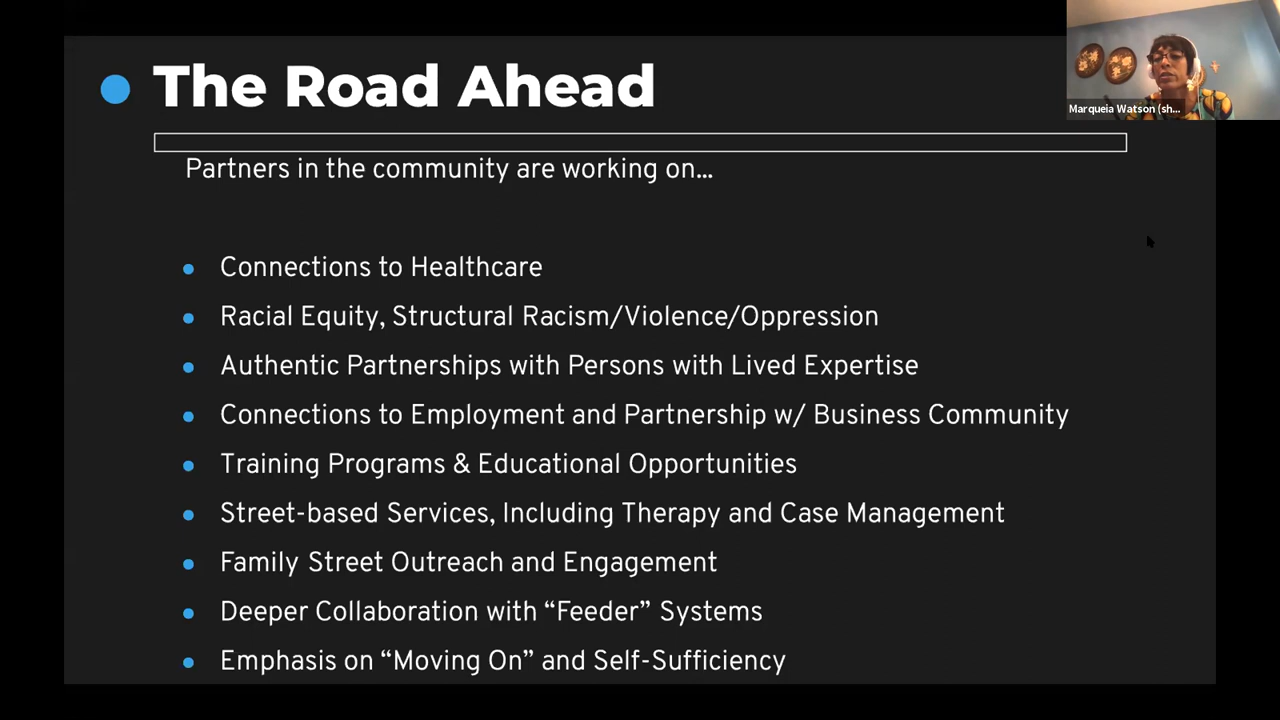 The Road Ahead
Marqueia Watson (sh...
Partners in the community are working on...
Connections to Healthcare
Racial Equity, Structural Racism/Violence/Oppression
Authentic Partnerships with Persons with Lived Expertise
Connections to Employment and Partnership w/ Business Community
Training Programs & Educational Opportunities
Street-based Services, Including Therapy and Case Management
Family Street Outreach and Engagement
Deeper Collaboration with “Feeder” Systems
Emphasis on “Moving On” and Self-Sufficiency